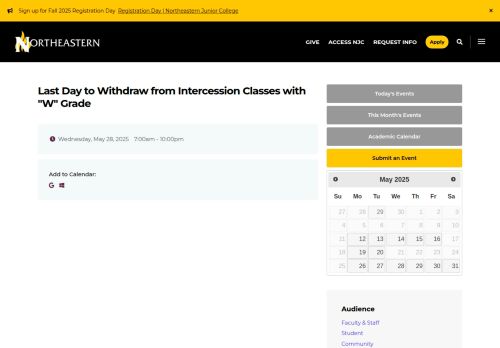 Sign up for Fall 2025 Registration Day Registration Day | Northeastern Junior College ×
NORTHEASTERN GIVE ACCESS NJC REQUEST INFO Apply
Last Day to Withdraw from Intercession Classes with
"W" Grade
Wednesday, May 28, 2025 7:00am - 10:00pm
Add to Calendar:
Today's Events
This Month's Events
Academic Calendar
Submit an Event
May 2025
Su Mo Tu We Th Fr Sa
27 28 29 30 1 2 3
4 5 6 7 8 9 10
11 12 13 14 15 16 17
18 19 20 21 22 23 24
25 26 27 28 29 30 31
Audience
Faculty & Staff
Student
Community